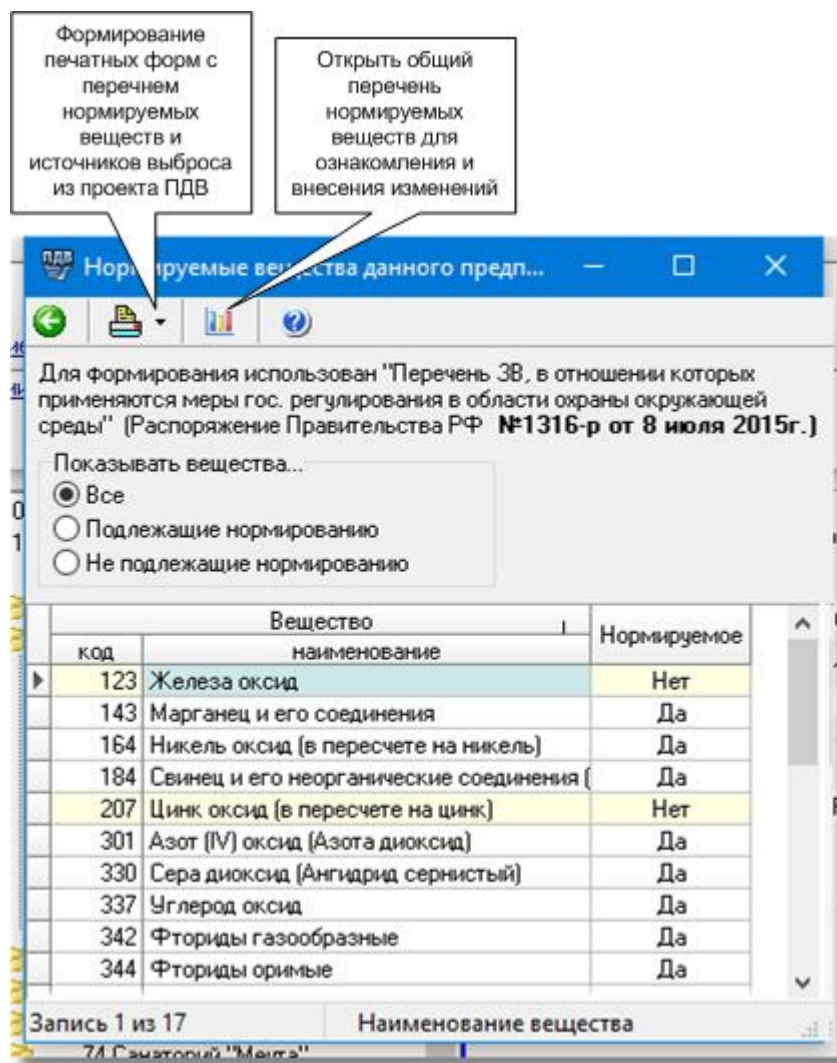 Формирование
печатных форм с
перечнем
нормируемых
веществ и
источников выброса
из проекта ПДВ
Открыть общий
перечень
нормируемых
веществ для
ознакомления и
внесения изменений
ПДВ
Нормируемые вещества данного предп...
Для формирования использован "Перечень ЗВ, в отношении которых
применяются меры гос. регулирования в области охраны окружающей
среды" (Распоряжение Правительства РФ №1316-р от 8 июля 2015г.)
Показывать вещества...
Все
Подлежащие нормированию
Не подлежащие нормированию
Вещество Нормируемое
код наименование
123 Железа оксид Нет
143 Марганец и его соединения Да
164 Никель оксид (в пересчете на никель) Да
184 Свинец и его неорганические соединения ( Да
207 Цинк оксид (в пересчете на цинк) Нет
301 Азот (IV) оксид (Азота диоксид) Да
330 Сера диоксид (Ангидрид сернистый) Да
337 Углерод оксид Да
342 Фториды газообразные Да
344 Фториды оримые Да
Запись 1 из 17 Наименование вещества
74 Санаторий "Мечта"